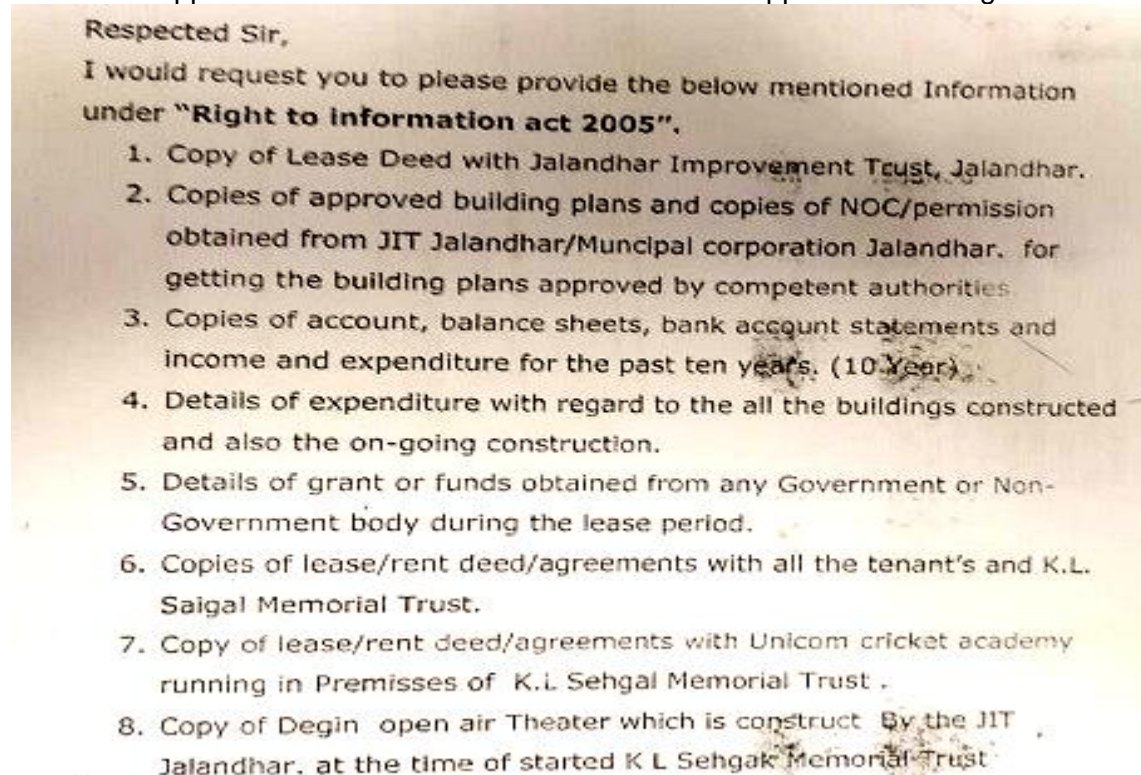 Respected Sir,
I would request you to please provide the below mentioned Information
under “Right to information act 2005”.
1. Copy of Lease Deed with Jalandhar Improvement Trust, Jalandhar.
2. Copies of approved building plans and copies of NOC/permission
obtained from JIT Jalandhar/Muncipal corporation Jalandhar. for
getting the building plans approved by competent authorities
3. Copies of account, balance sheets, bank account statements and
income and expenditure for the past ten years. (10 Year)
4. Details of expenditure with regard to the all the buildings constructed
and also the on-going construction.
5. Details of grant or funds obtained from any Government or Non-
Government body during the lease period.
6. Copies of lease/rent deed/agreements with all the tenant's and K.L.
Saigal Memorial Trust.
7. Copy of lease/rent deed/agreements with Unicom cricket academy
running in Premisses of K.L Sehgal Memorial Trust .
8. Copy of Degin open air Theater which is construct By the JIT
Jalandhar. at the time of started K L Sehgak Memorial Trust